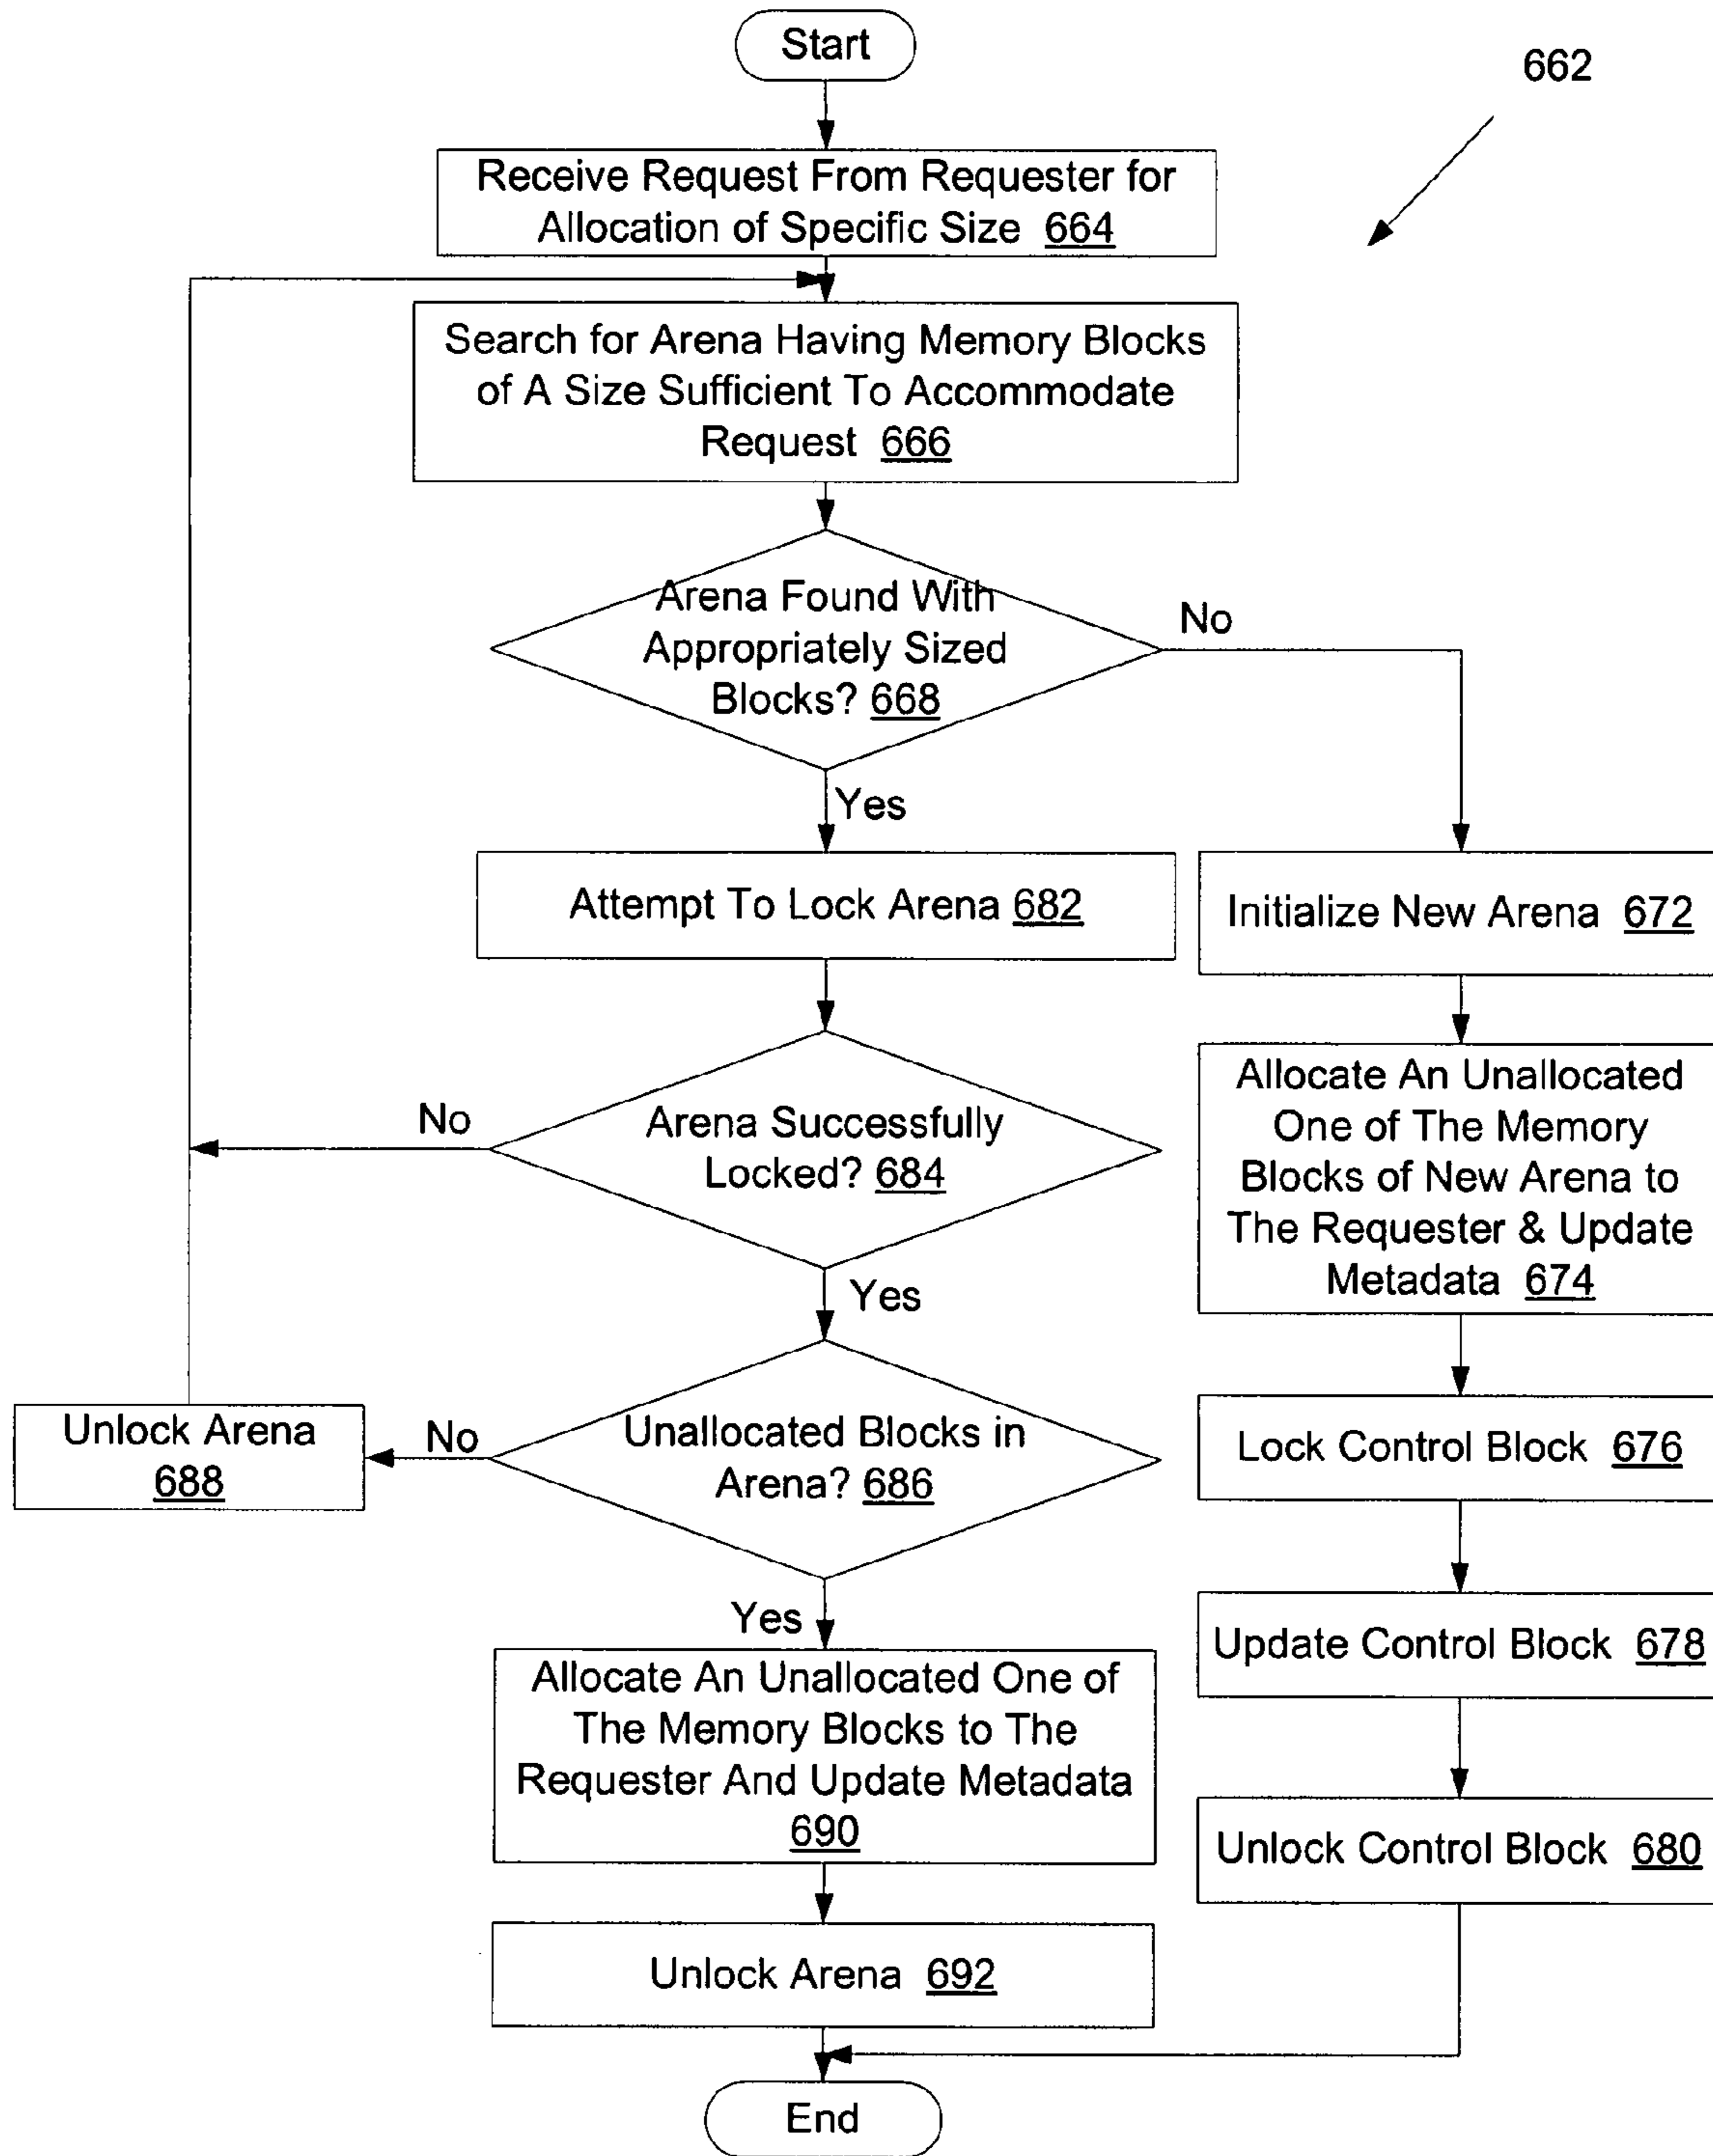 Start
662
Receive Request From Requester for
Allocation of Specific Size 664
Search for Arena Having Memory Blocks
of A Size Sufficient To Accommodate
Request 666
Arena Found With
Appropriately Sized
Blocks? 668
No
Yes
Attempt To Lock Arena 682
Initialize New Arena 672
Arena Successfully
Locked? 684
No
Yes
Allocate An Unallocated
One of The Memory
Blocks of New Arena to
The Requester & Update
Metadata 674
Unallocated Blocks in
Arena? 686
No
Unlock Arena
688
Yes
Lock Control Block 676
Update Control Block 678
Allocate An Unallocated One of
The Memory Blocks to The
Requester And Update Metadata
690
Unlock Control Block 680
Unlock Arena 692
End